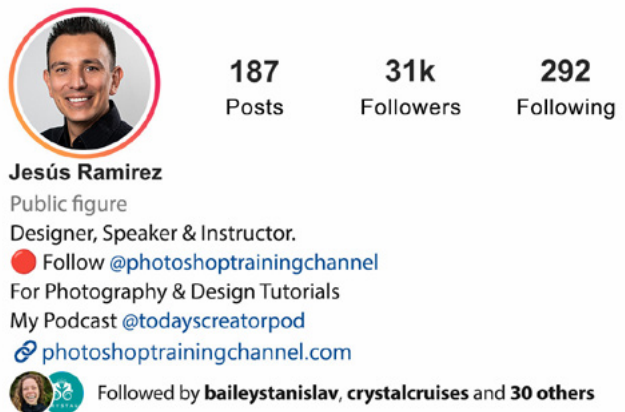 187 31k 292
Posts Followers Following
Jesús Ramirez
Public figure
Designer, Speaker & Instructor.
Follow @photoshoptrainingchannel
For Photography & Design Tutorials
My Podcast @todayscreatorpod
photoshoptrainingchannel.com
Followed by baileystanislav, crystalcruises and 30 others